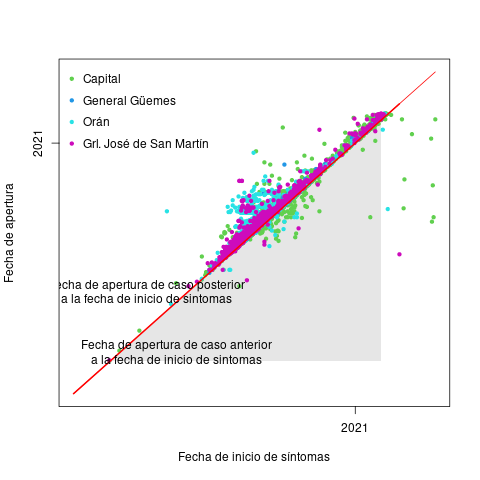 Capital
General Güemes
Orán
Grl. José de San Martín
2021
Fecha de apertura
echa de apertura de caso posterior
a la fecha de inicio de síntomas
Fecha de apertura de caso anterior
a la fecha de inicio de sintomas
2021
Fecha de inicio de síntomas